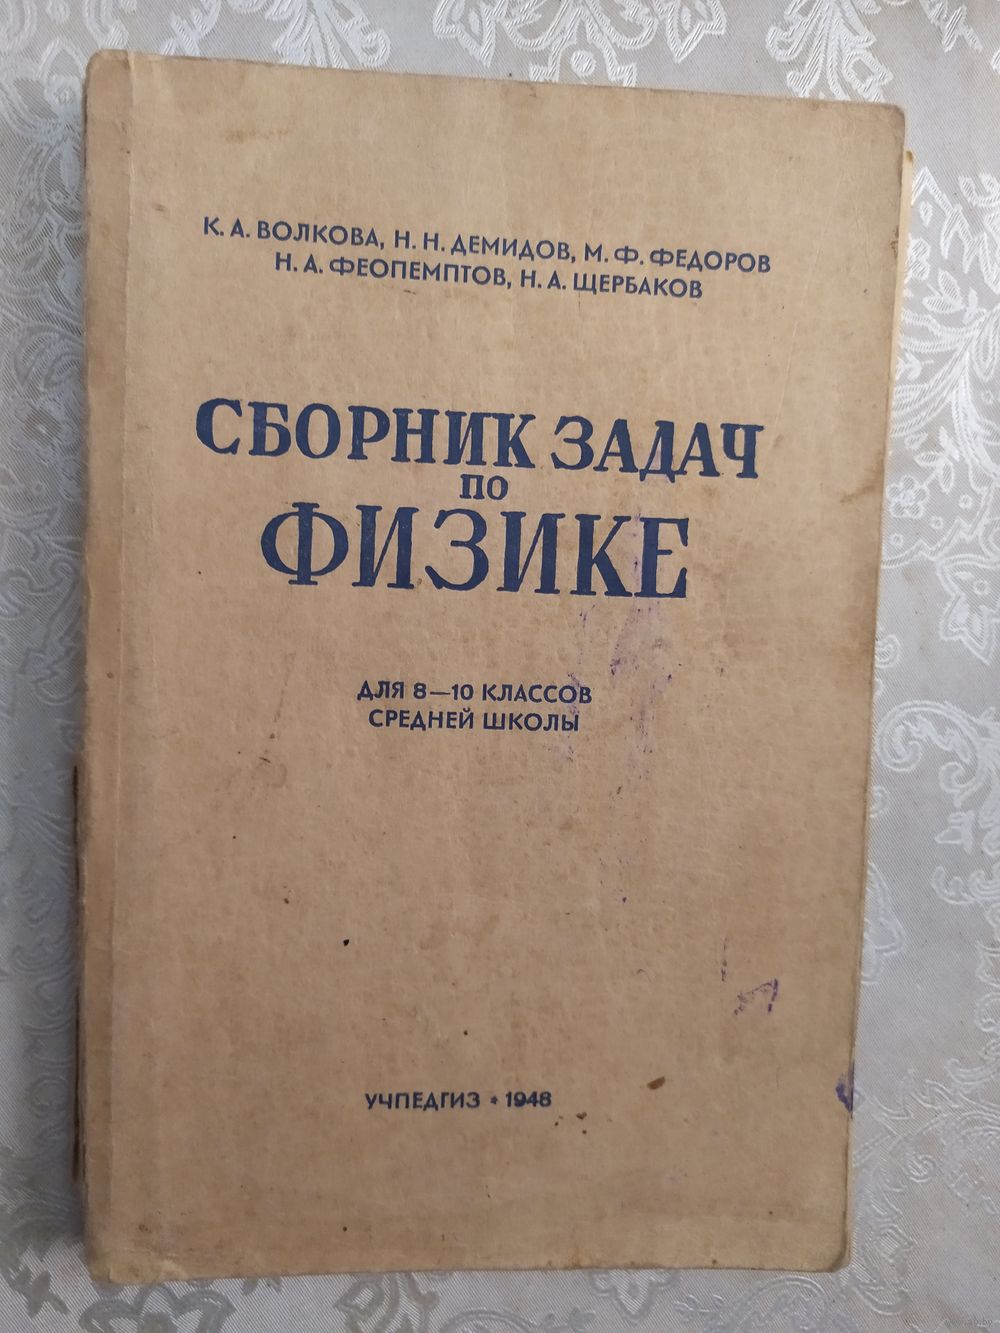 К. А. ВОЛКОВА, Н. Н. ДЕМИДОВ, М. Ф. ФЕДОРОВ
Н. А. ФЕОПЕМПТОВ, Н. А. ЩЕРБАКОВ
СБОРНИК ЗАДАЧ
ПО
ФИЗИКЕ
ДЛЯ 8—10 КЛАССОВ
СРЕДНЕЙ ШКОЛЫ
УЧПЕДГИЗ * 1948